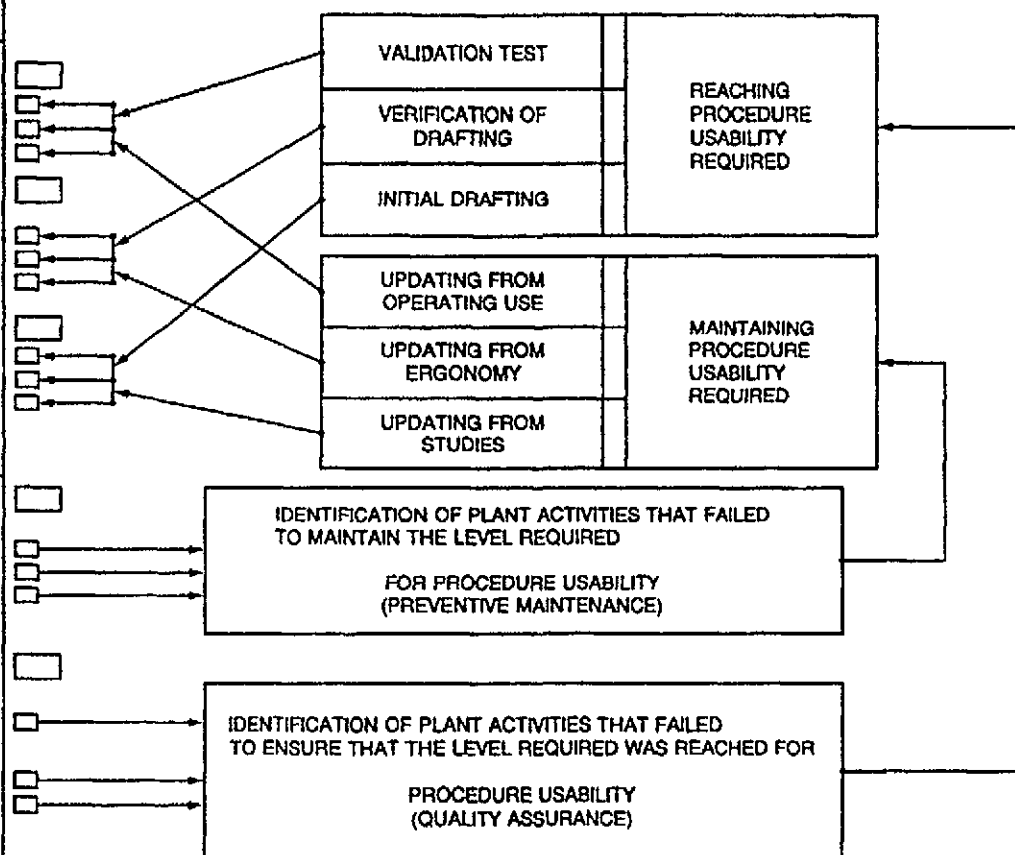 VALIDATION TEST
VERIFICATION OF
DRAFTING
INITIAL DRAFTING
REACHING
PROCEDURE
USABILITY
REQUIRED
UPDATING FROM
OPERATING USE
UPDATING FROM
ERGONOMY
UPDATING FROM
STUDIES
MAINTAINING
PROCEDURE
USABILITY
REQUIRED
IDENTIFICATION OF PLANT ACTIVITIES THAT FAILED
TO MAINTAIN THE LEVEL REQUIRED
FOR PROCEDURE USABILITY
(PREVENTIVE MAINTENANCE)
IDENTIFICATION OF PLANT ACTIVITIES THAT FAILED
TO ENSURE THAT THE LEVEL REQUIRED WAS REACHED FOR
PROCEDURE USABILITY
(QUALITY ASSURANCE)